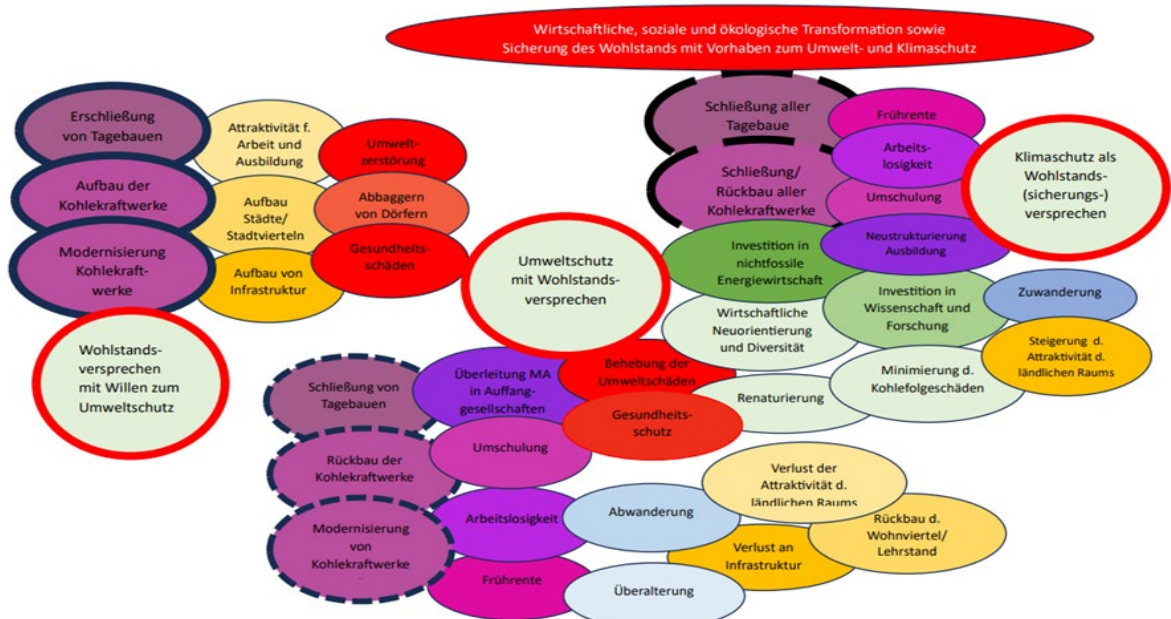 Wirtschaftliche, soziale und ökologische Transformation sowie
Sicherung des Wohlstands mit Vorhaben zum Umwelt- und Klimaschutz
Erschließung
von Tagebauen
Attraktivität f.
Arbeit und
Ausbildung
Umwelt-
zerstörung
Aufbau der
Kohlekraftwerke
Aufbau
Städte/
Stadtvierteln
Abbaggern
von Dörfern
Modernisierung
Kohlekraft-
werke
Aufbau von
Infrastruktur
Gesundheits-
schäden
Wohlstands-
versprechen
mit Willen zum
Umweltschutz
Umweltschutz
mit Wohlstands-
versprechen
Schließung von
Tagebauen
Überleitung MA
in Auffang-
gesellschaften
Behebung der
Umweltschäden
Gesundheits-
schutz
Rückbau der
Kohlekraftwerke
Umschulung
Modernisierung
von
Kohlekraftwerke
Arbeitslosigkeit
Abwanderung
Verlust der
Attraktivität d.
ländlichen Raums
Rückbau d.
Wohnviertel/
Lehrstand
Verlust an
Infrastruktur
Frührente
Überalterung
Schließung aller
Tagebaue
Frührente
Arbeits-
losigkeit
Schließung/
Rückbau aller
Kohlekraftwerke
Umschulung
Klimaschutz als
Wohlstands-
(sicherungs-)
versprechen
Investition in
nichtfossile
Energiewirtschaft
Neustrukturierung
Ausbildung
Wirtschaftliche
Neuorientierung
und Diversität
Investition in
Wissenschaft und
Forschung
Zuwanderung
Steigerung d.
Attraktivität d.
ländlichen Raums
Renaturierung
Minimierung d.
Kohlefolgeschäden